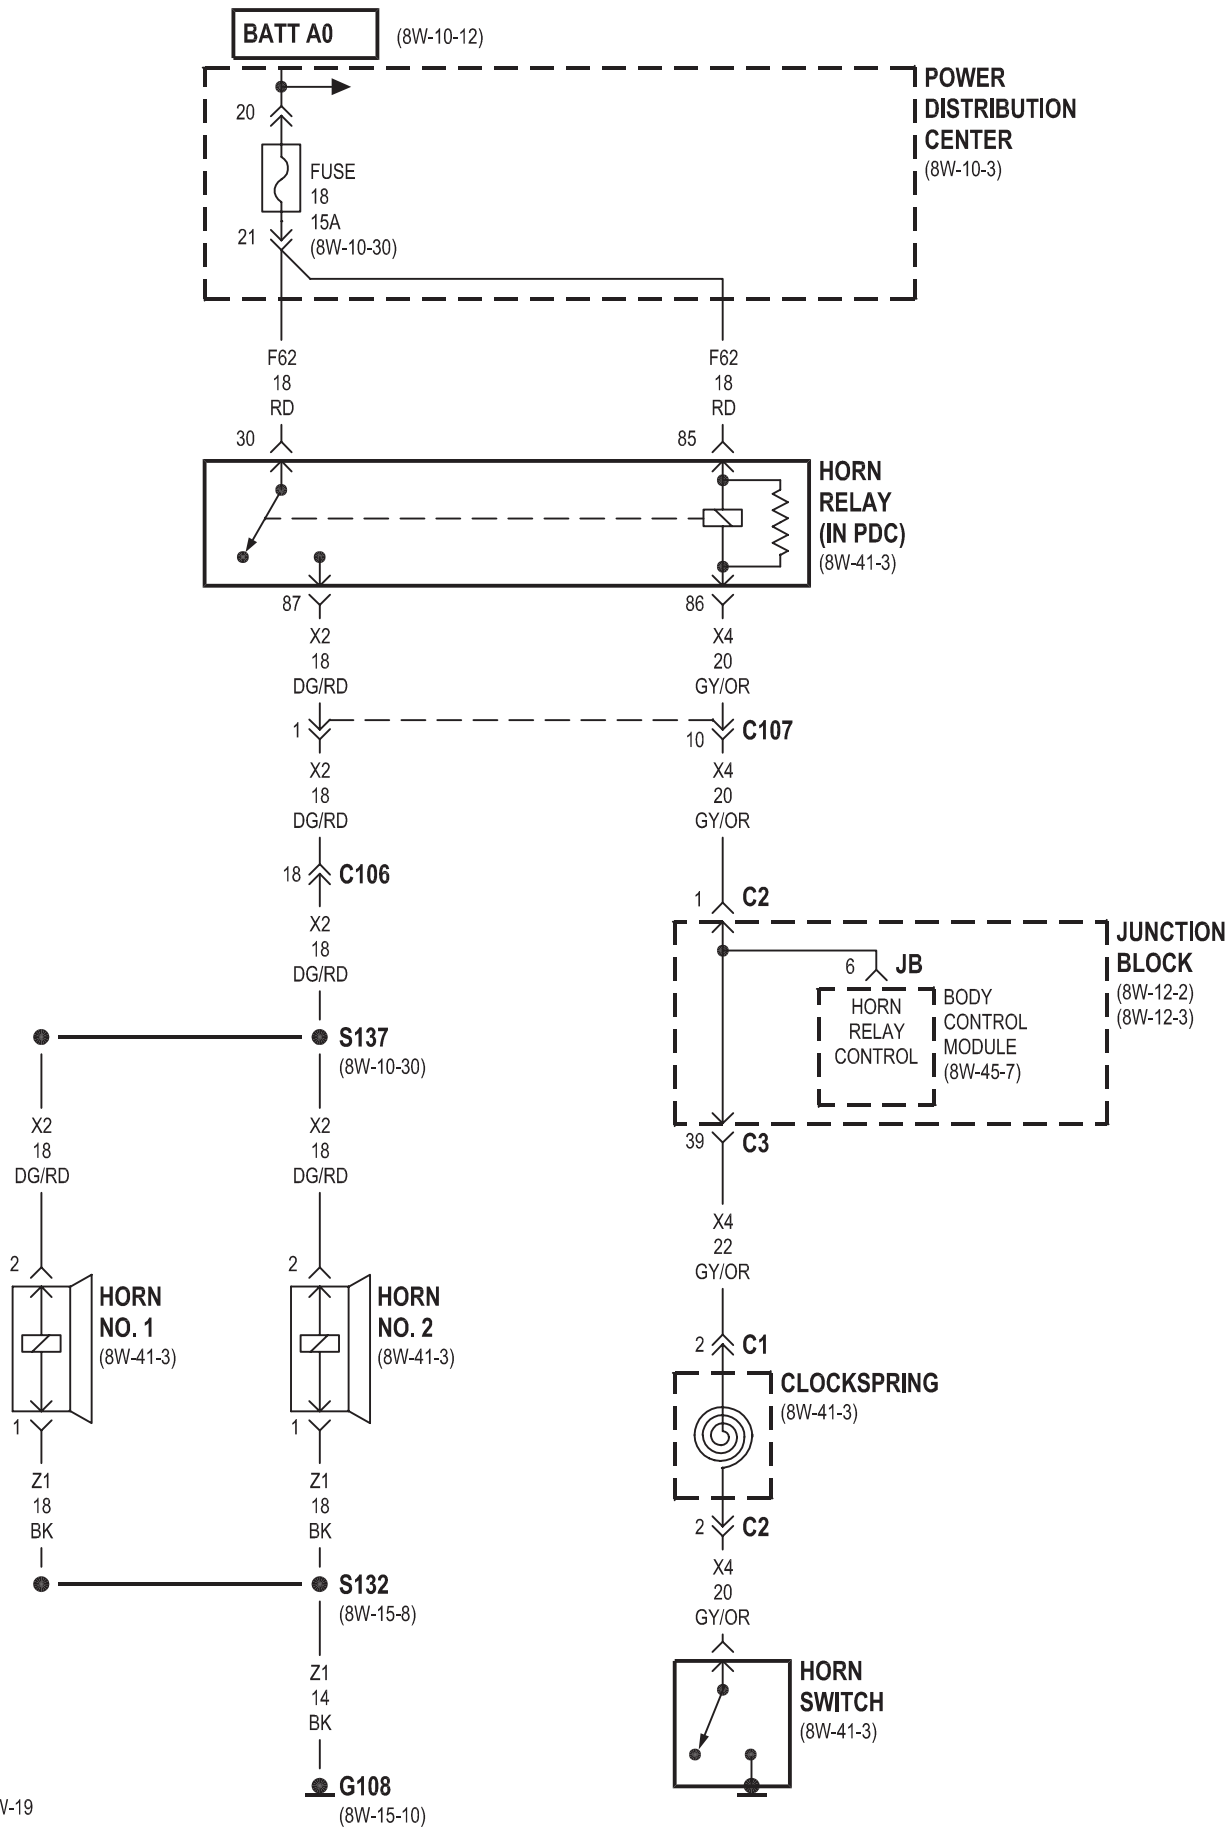 BATT A0
(8W-10-12)
POWER
DISTRIBUTION
CENTER
(8W-10-3)
20
FUSE
18
15A
(8W-10-30)
21
F62
18
RD
F62
18
RD
30
85
HORN
RELAY
(IN PDC)
(8W-41-3)
87
86
X2
18
DG/RD
X4
20
GY/OR
1
10
C107
X2
18
DG/RD
X4
20
GY/OR
18
C106
1
C2
X2
18
DG/RD
JUNCTION
BLOCK
(8W-12-2)
(8W-12-3)
6
JB
HORN
RELAY
CONTROL
BODY
CONTROL
MODULE
(8W-45-7)
S137
(8W-10-30)
X2
18
DG/RD
X2
18
DG/RD
39
C3
X4
22
GY/OR
2
HORN
NO. 1
(8W-41-3)
1
2
HORN
NO. 2
(8W-41-3)
1
2
C1
CLOCKSPRING
(8W-41-3)
Z1
18
BK
Z1
18
BK
2
C2
X4
20
GY/OR
S132
(8W-15-8)
Z1
14
BK
HORN
SWITCH
(8W-41-3)
G108
(8W-15-10)
W-19